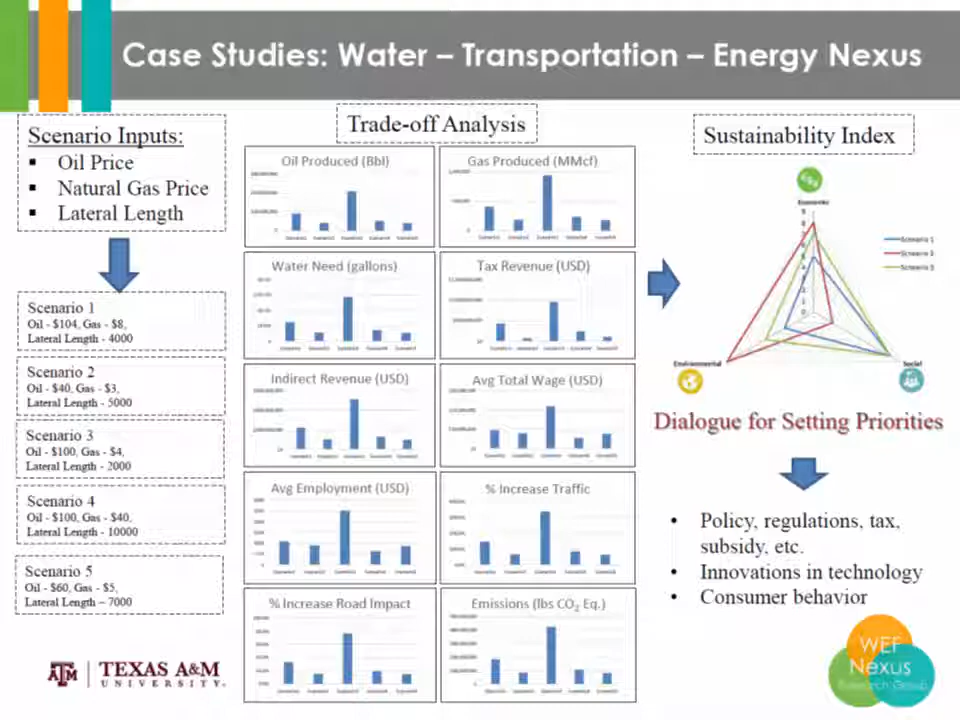 Case Studies: Water – Transportation – Energy Nexus
Scenario Inputs:
▪ Oil Price
▪ Natural Gas Price
▪ Lateral Length
Scenario 1
Oil - $104, Gas - $8,
Lateral Length - 4000
Scenario 2
Oil - $40, Gas - $3,
Lateral Length - 5000
Scenario 3
Oil - $100, Gas - $4,
Lateral Length - 2000
Scenario 4
Oil - $100, Gas - $40,
Lateral Length - 10000
Scenario 5
Oil - $60, Gas - $5,
Lateral Length – 7000
TEXAS A&M
UNIVERSITY
Trade-off Analysis
Oil Produced (Bbl)
Gas Produced (MMcf)
Water Need (gallons)
Tax Revenue (USD)
Indirect Revenue (USD)
Avg Total Wage (USD)
Avg Employment (USD)
% Increase Traffic
% Increase Road Impact
Emissions (lbs CO₂ Eq.)
Sustainability Index
Economic
Scenario 1
Scenario 2
Scenario 3
Environmental
Social
Dialogue for Setting Priorities
• Policy, regulations, tax,
subsidy, etc.
• Innovations in technology
• Consumer behavior
WEF
Nexus
Research Group